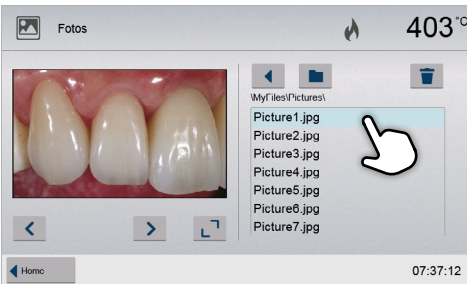 Fotos
403°C
\MyFiles\Pictures\
Picture1.jpg
Picture2.jpg
Picture3.jpg
Picture4.jpg
Picture5.jpg
Picture6.jpg
Picture7.jpg
Home
07:37:12